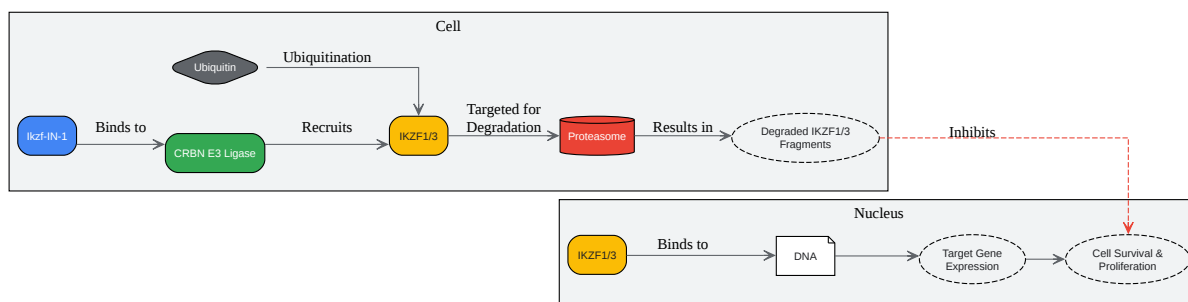 Cell
Ubiquitin
Ubiquitination
Ikzf-IN-1
Binds to
CRBN E3 Ligase
Recruits
IKZF1/3
Targeted for
Degradation
Proteasome
Results in
Degraded IKZF1/3
Fragments
Inhibits
Nucleus
IKZF1/3
Binds to
DNA
Target Gene
Expression
Cell Survival &
Proliferation